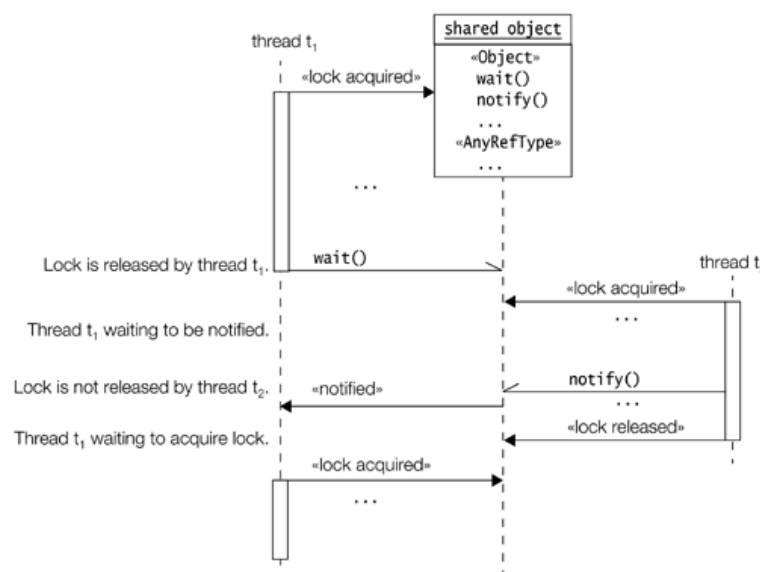 shared object
thread t₁
«Object»
«lock acquired»
wait()
notify()
...
«AnyRefType»
...
...
Lock is released by thread t₁.
wait()
thread t
«lock acquired»
...
Thread t₁ waiting to be notified.
Lock is not released by thread t₂.
«notified»
notify()
...
Thread t₁ waiting to acquire lock.
«lock released»
«lock acquired»
...